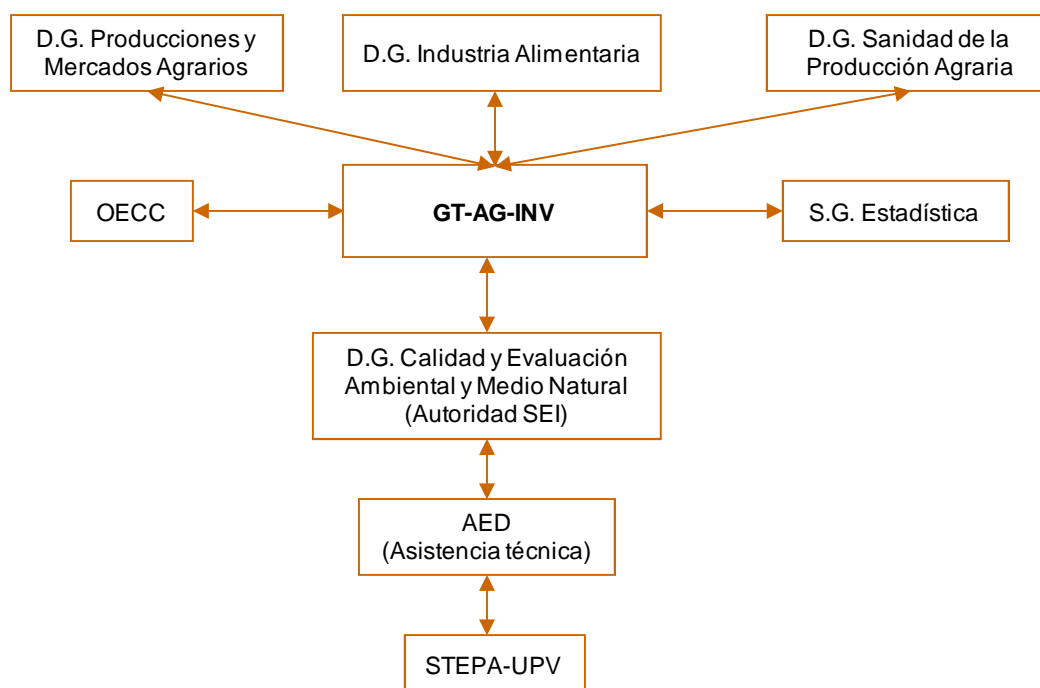 D.G. Producciones y
Mercados Agrarios
D.G. Industria Alimentaria
D.G. Sanidad de la
Producción Agraria
OECC
GT-AG-INV
S.G. Estadística
D.G. Calidad y Evaluación
Ambiental y Medio Natural
(Autoridad SEI)
AED
(Asistencia técnica)
STEPA-UPV